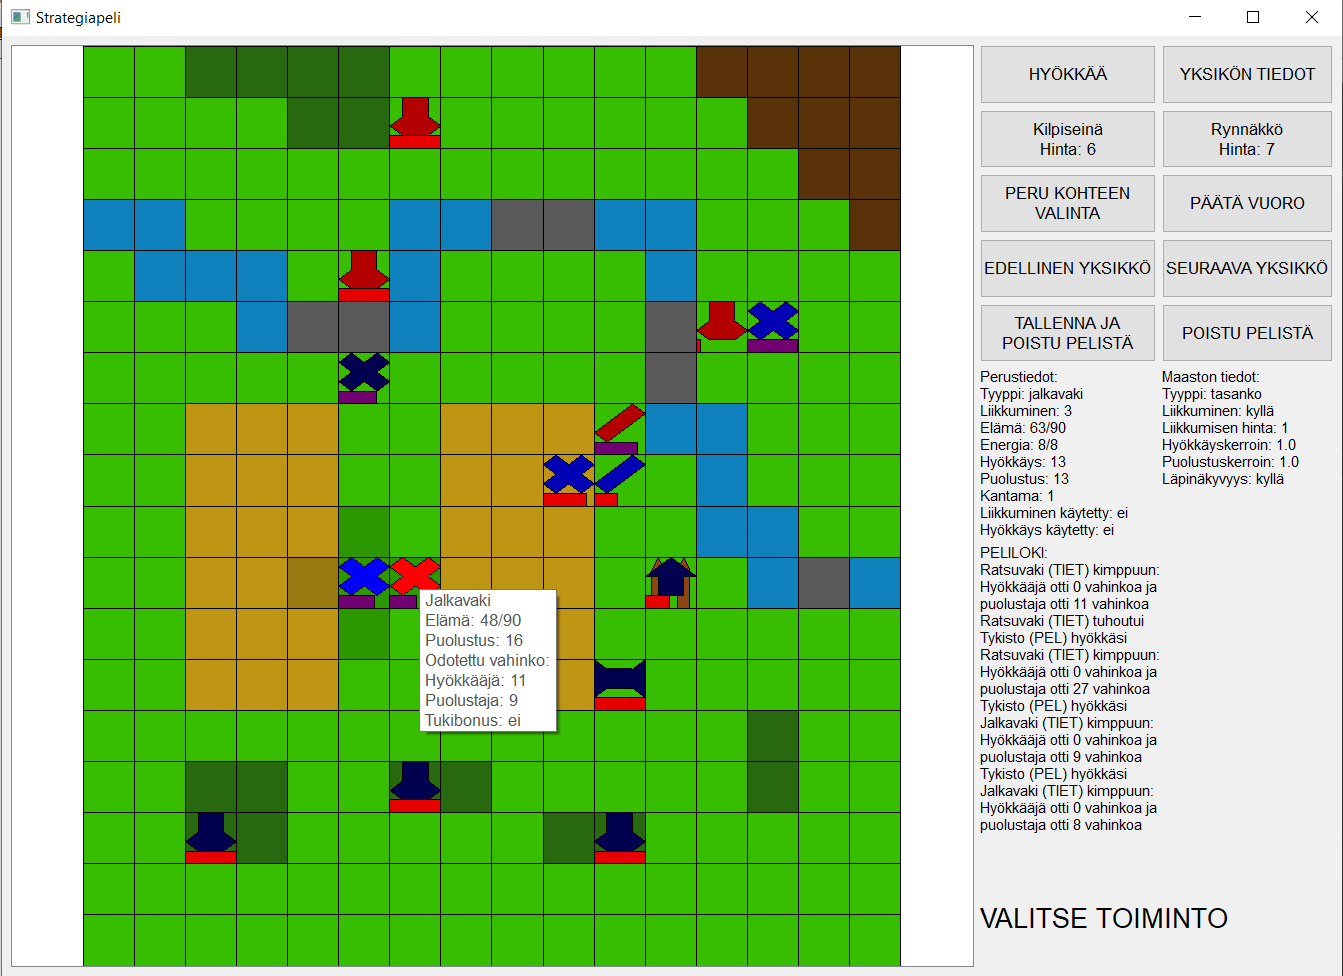 Strategiapeli
HYÖKKÄÄ
YKSIKÖN TIEDOT
Kilpiseinä
Hinta: 6
Rynnäkkö
Hinta: 7
PERU KOHTEEN
VALINTA
PÄÄTÄ VUORO
EDELLINEN YKSIKKÖ
SEURAAVA YKSIKKÖ
TALLENNA JA
POISTU PELISTÄ
POISTU PELISTÄ
Perustiedot:
Tyyppi: jalkavaki
Liikkuminen: 3
Elämä: 63/90
Energia: 8/8
Hyökkäys: 13
Puolustus: 13
Kantama: 1
Liikkuminen käytetty: ei
Hyökkäys käytetty: ei
Maaston tiedot:
Tyyppi: tasanko
Liikkuminen: kyllä
Liikkumisen hinta: 1
Hyökkäyskerroin: 1.0
Puolustuskerroin: 1.0
Läpinäkyvyys: kyllä
PELILOKI:
Ratsuvaki (TIET) kimppuun:
Hyökkääjä otti 0 vahinkoa ja
puolustaja otti 11 vahinkoa
Ratsuvaki (TIET) tuhoutui
Tykisto (PEL) hyökkäsi
Ratsuvaki (TIET) kimppuun:
Hyökkääjä otti 0 vahinkoa ja
puolustaja otti 27 vahinkoa
Tykisto (PEL) hyökkäsi
Jalkavaki (TIET) kimppuun:
Hyökkääjä otti 0 vahinkoa ja
puolustaja otti 9 vahinkoa
Tykisto (PEL) hyökkäsi
Jalkavaki (TIET) kimppuun:
Hyökkääjä otti 0 vahinkoa ja
puolustaja otti 8 vahinkoa
Jalkavaki
Elämä: 48/90
Puolustus: 16
Odotettu vahinko:
Hyökkääjä: 11
Puolustaja: 9
Tukibonus: ei
VALITSE TOIMINTO